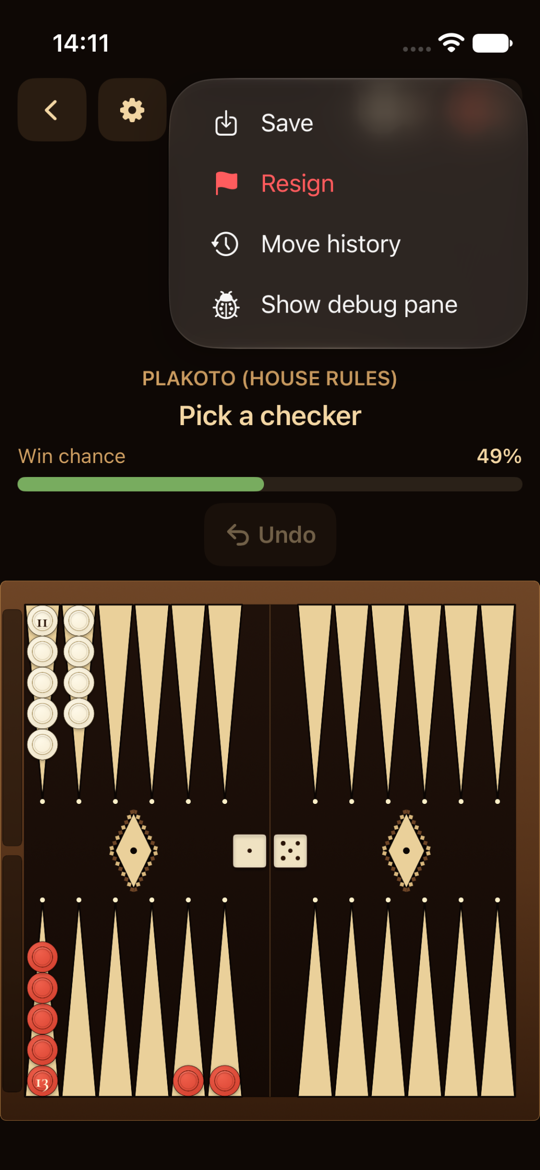 14:11
Save
Resign
Move history
Show debug pane
PLAKOTO (HOUSE RULES)
Pick a checker
Win chance
49%
Undo
11
13